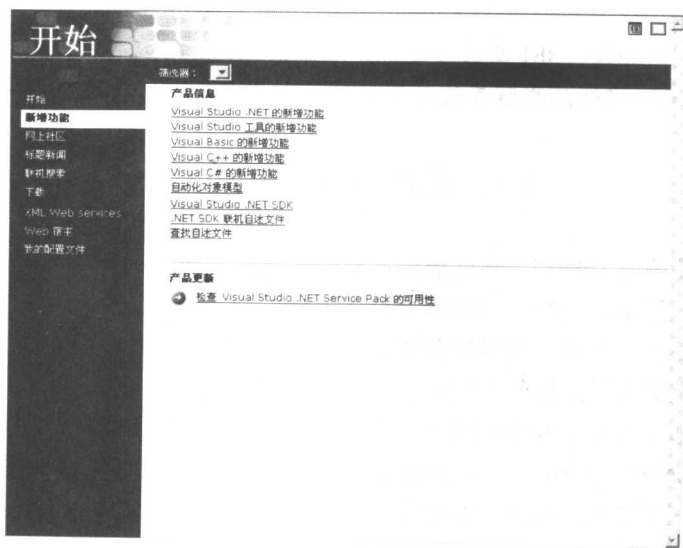 开始
筛选器：
开始
新增功能
网上社区
标题新闻
联机搜索
下载
XML Web services
Web 宿主
我的配置文件
产品信息
Visual Studio .NET 的新增功能
Visual Studio 工具的新增功能
Visual Basic 的新增功能
Visual C++ 的新增功能
Visual C# 的新增功能
自动化对象模型
Visual Studio .NET SDK
.NET SDK 联机自述文件
查找自述文件
产品更新
检查 Visual Studio .NET Service Pack 的可用性